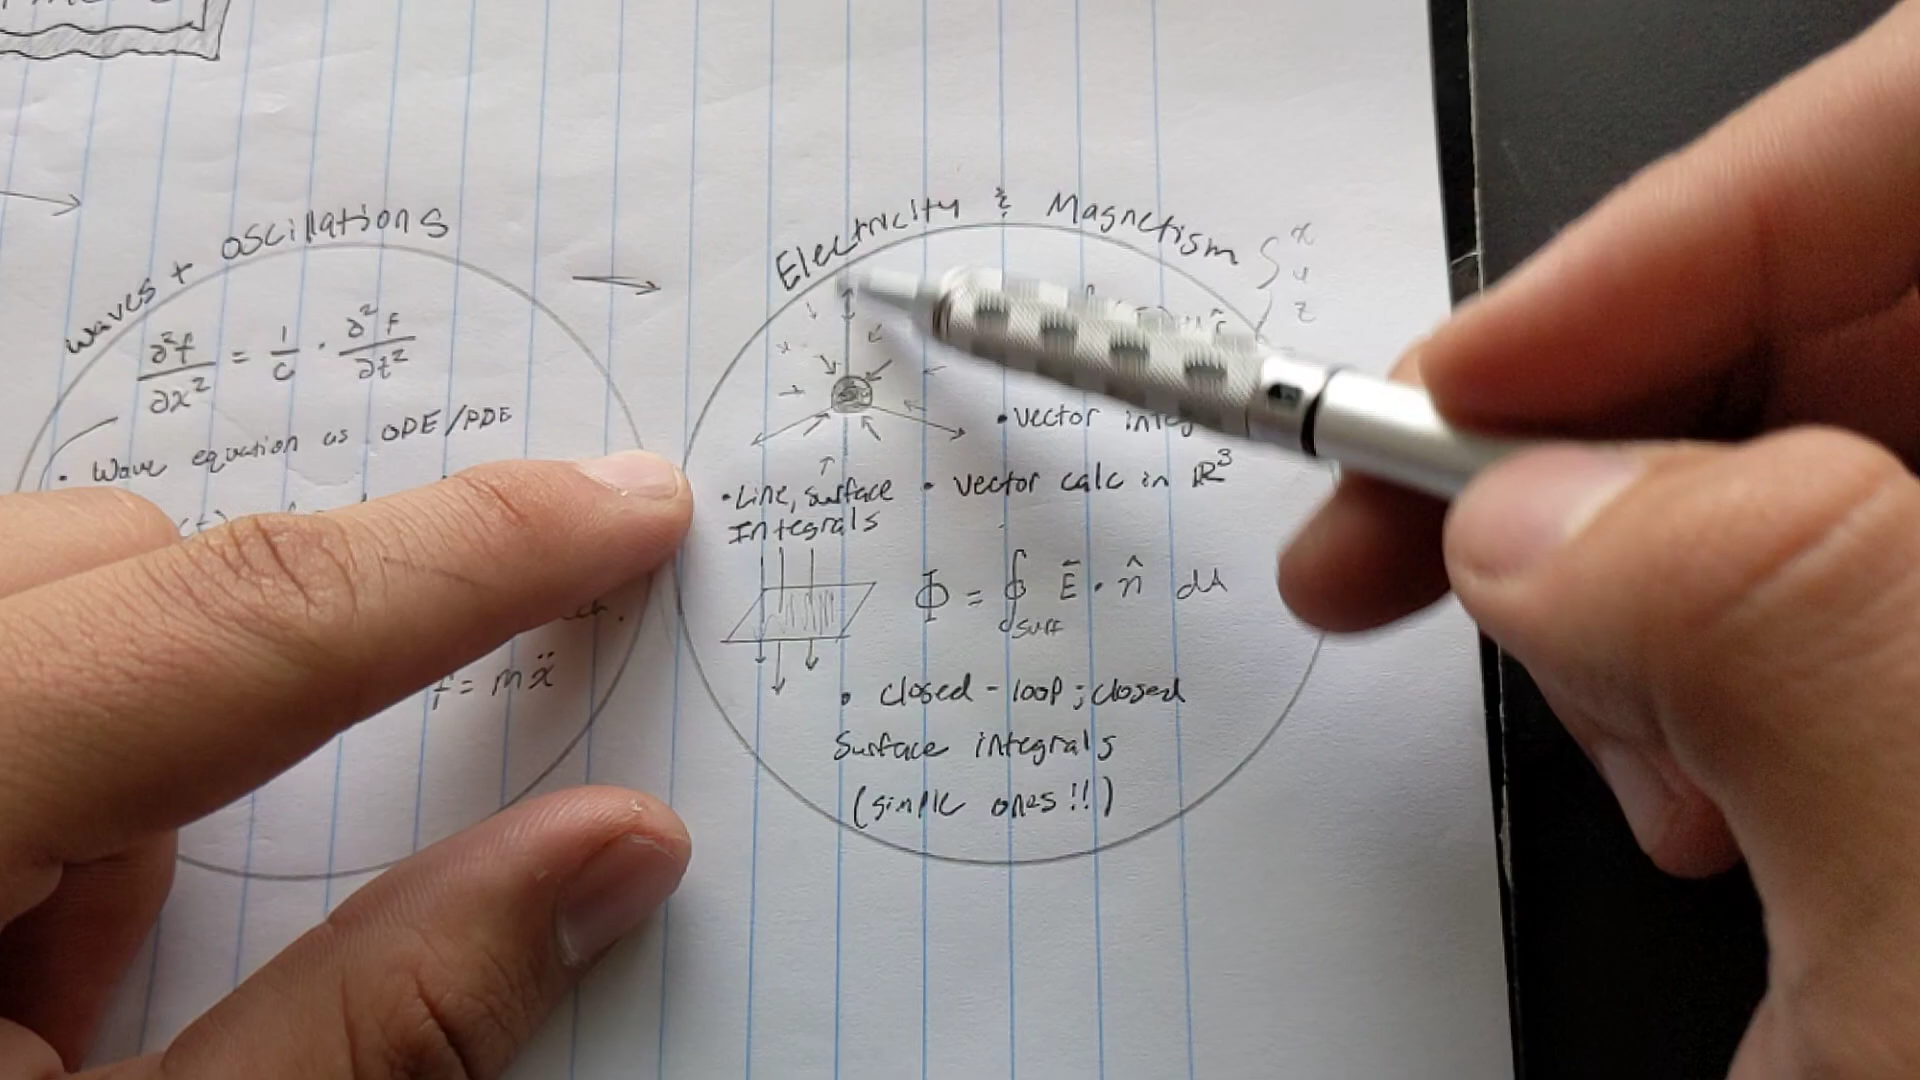 waves + oscillations
∂²f/∂x² = 1/c · ∂²f/∂t²
• Wave equation as ODE/PDE
(t)
f = mẍ
Electricity & Magnetism
x
y
z
• vector integ
• Line, surface
Integrals
• vector calc in ℝ³
Φ = ∮surf Ē · n̂ dA
• closed-loop; closed
surface integrals
(simple ones!!)